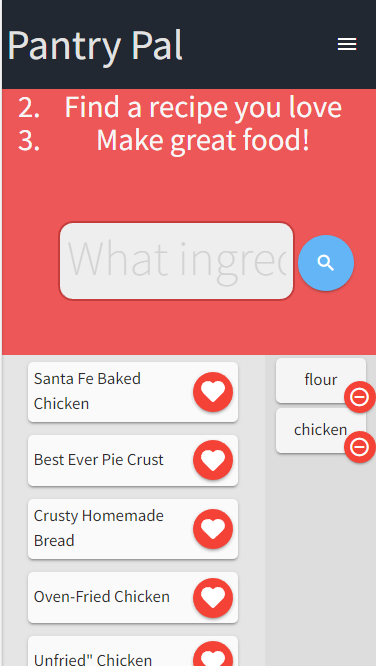 Pantry Pal
2. Find a recipe you love
3. Make great food!
What ingred
Santa Fe Baked
Chicken
Best Ever Pie Crust
Crusty Homemade
Bread
Oven-Fried Chicken
Unfried" Chicken
flour
chicken